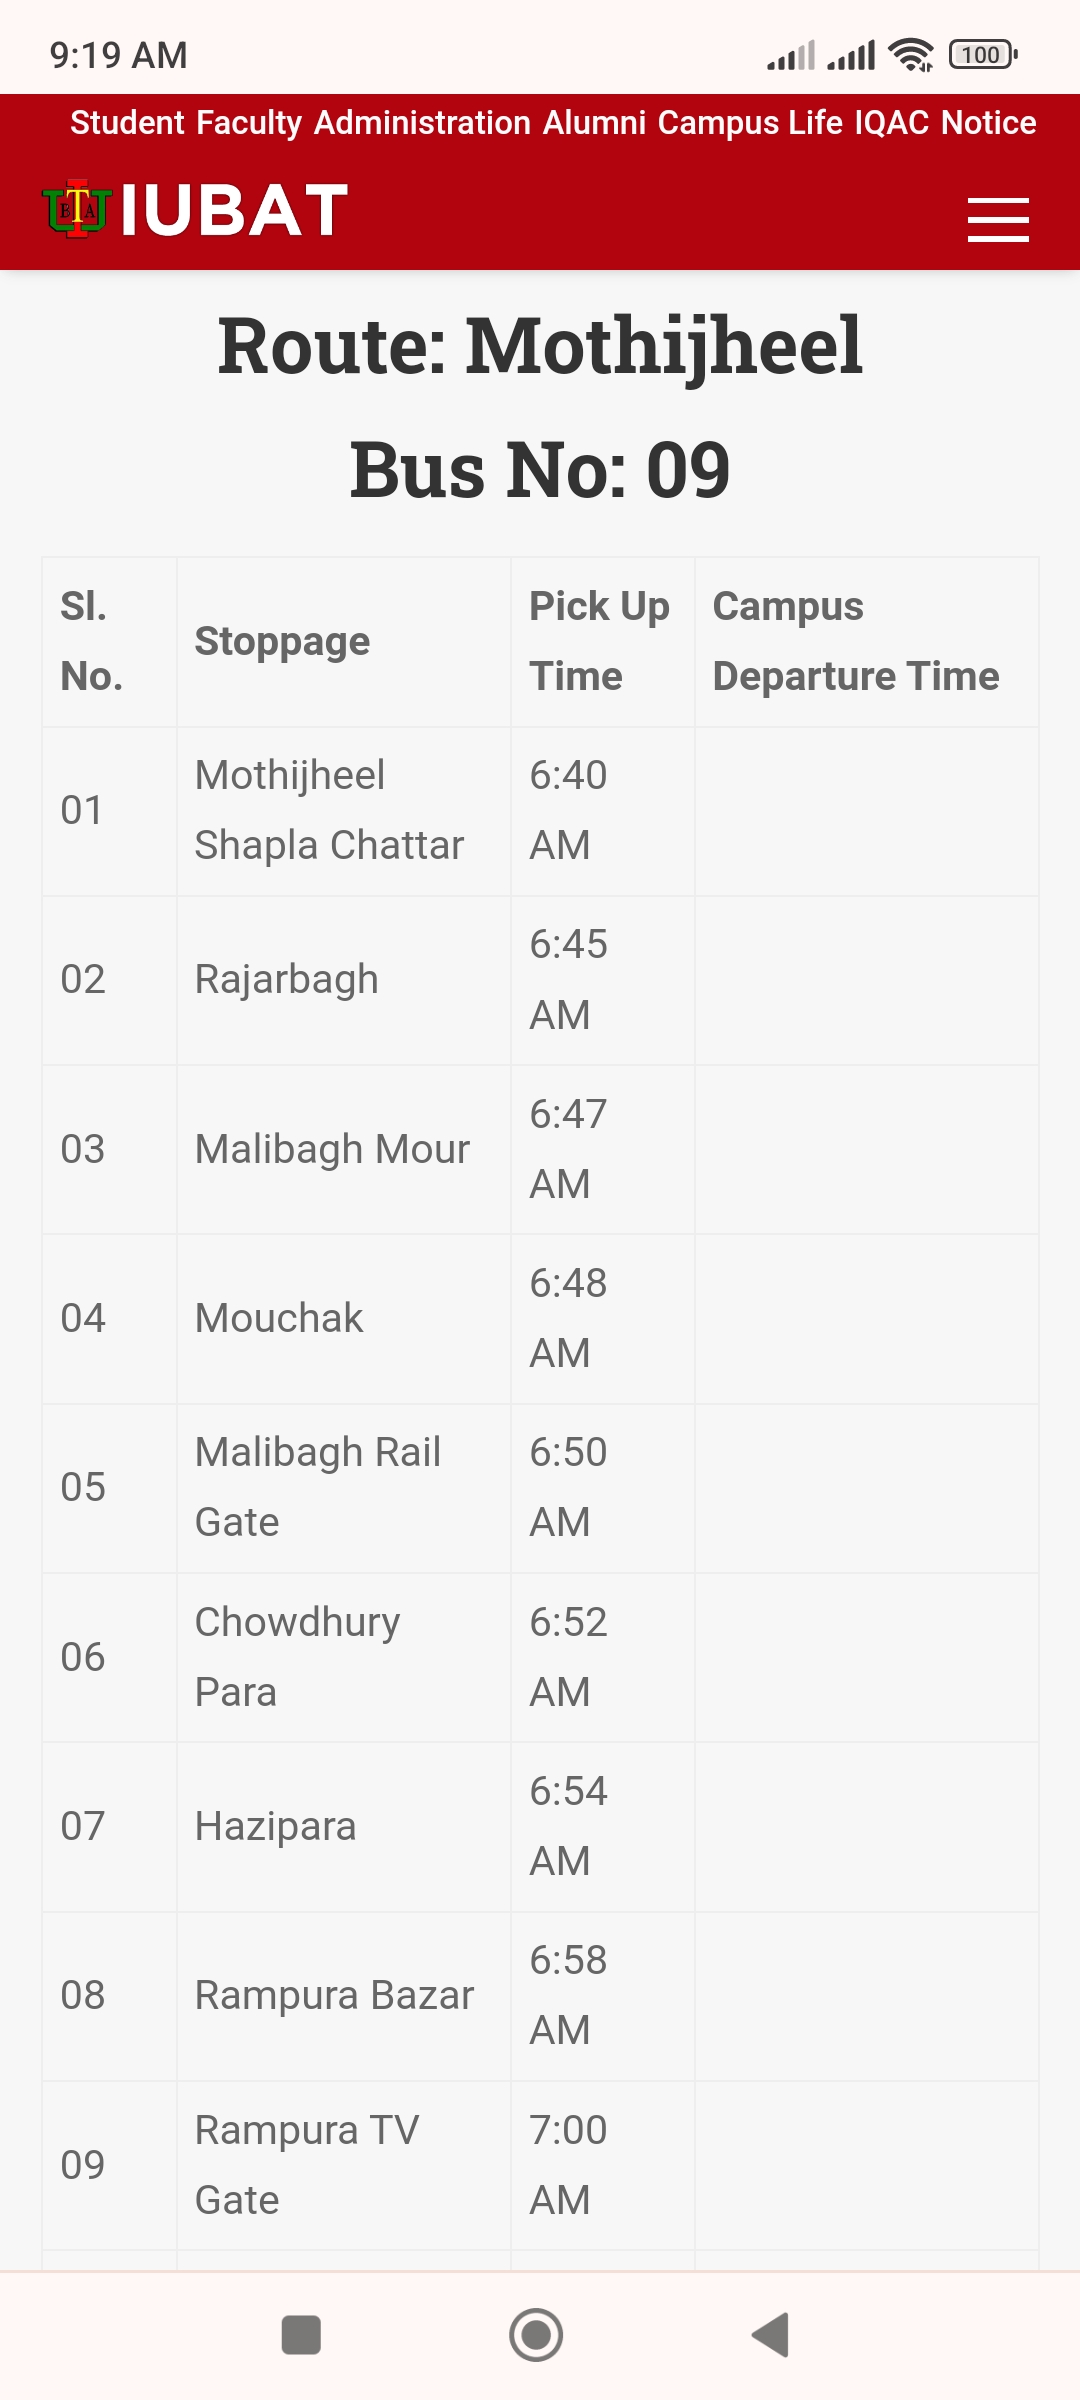 9:19 AM
100
Student Faculty Administration Alumni Campus Life IQAC Notice
UBTA IUBAT
Route: Mothijheel
Bus No: 09
Sl. No.
Stoppage
Pick Up Time
Campus Departure Time
01
Mothijheel Shapla Chattar
6:40 AM
02
Rajarbagh
6:45 AM
03
Malibagh Mour
6:47 AM
04
Mouchak
6:48 AM
05
Malibagh Rail Gate
6:50 AM
06
Chowdhury Para
6:52 AM
07
Hazipara
6:54 AM
08
Rampura Bazar
6:58 AM
09
Rampura TV Gate
7:00 AM